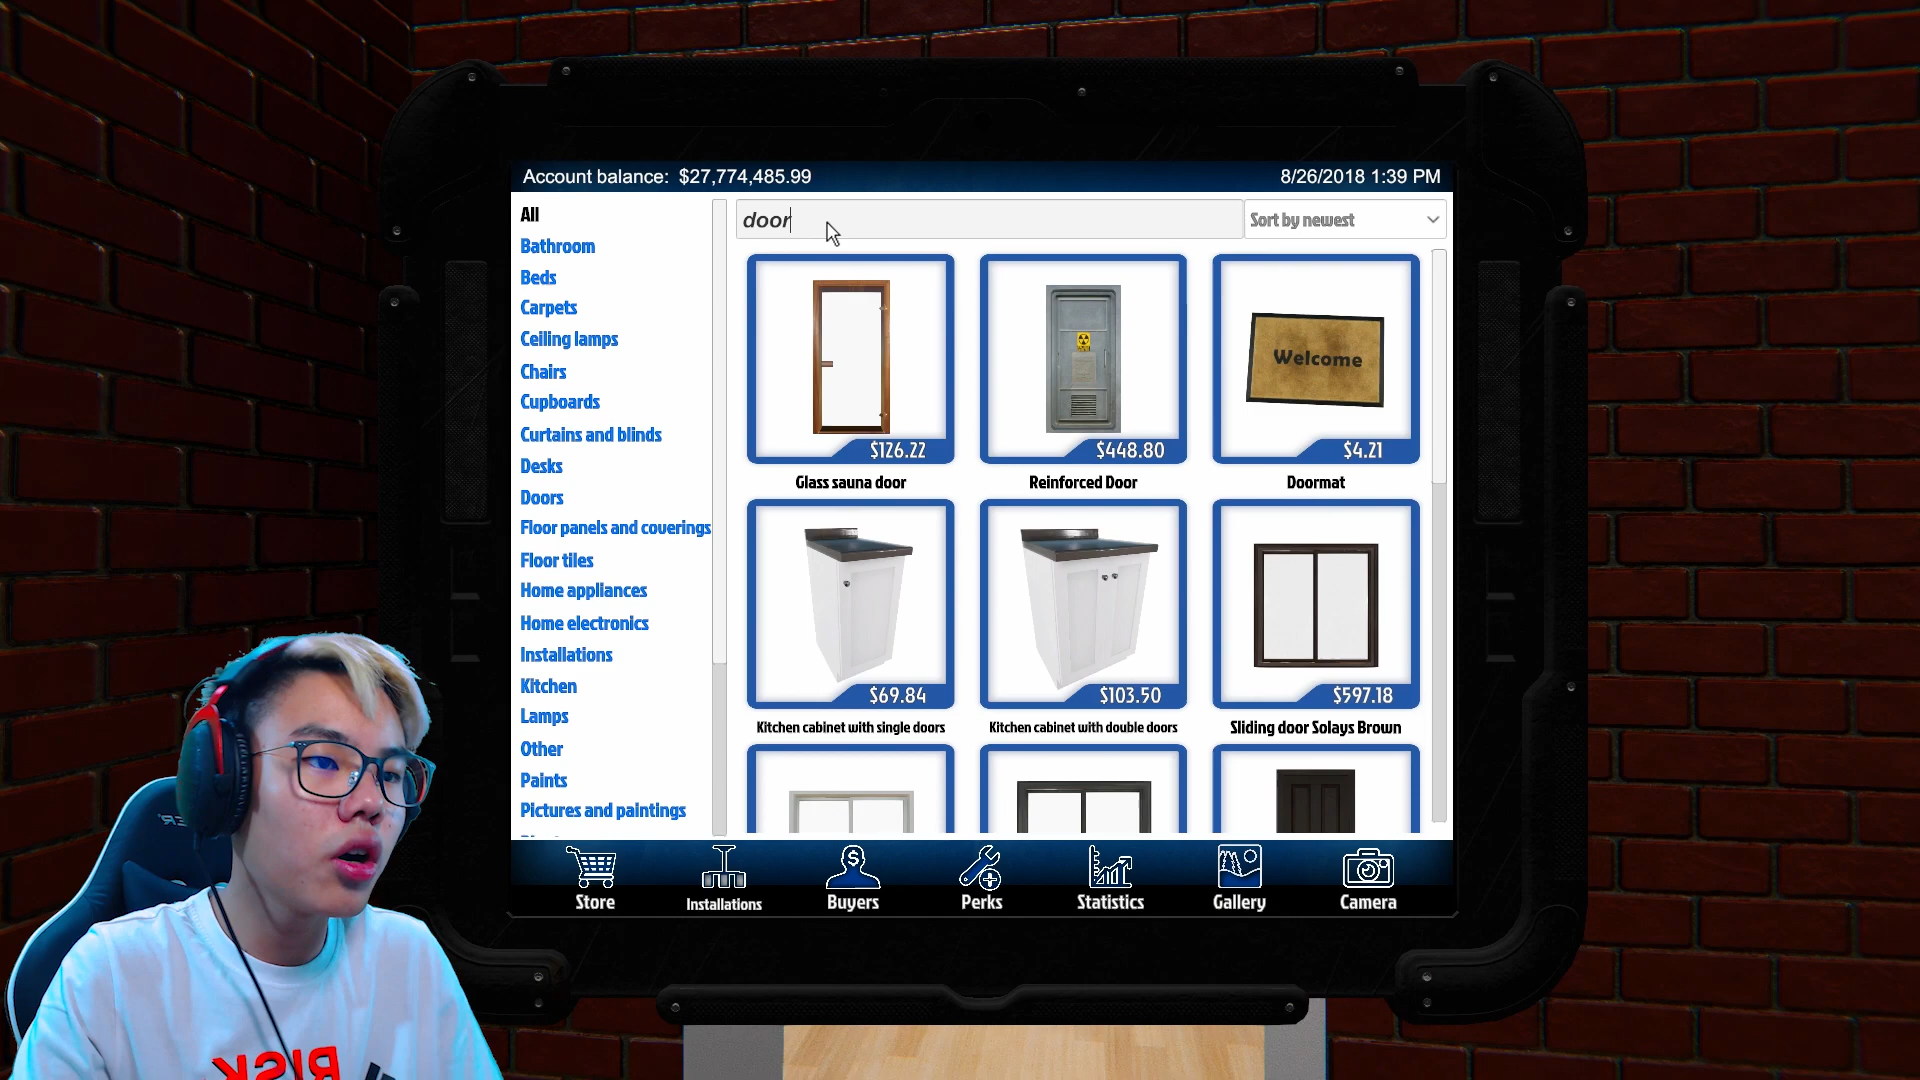 Account balance: $27,774,485.99
8/26/2018 1:39 PM
All
Bathroom
Beds
Carpets
Ceiling lamps
Chairs
Cupboards
Curtains and blinds
Desks
Doors
Floor panels and coverings
Floor tiles
Home appliances
Home electronics
Installations
Kitchen
Lamps
Other
Paints
Pictures and paintings
door
Sort by newest
Welcome
$126.22
$448.80
$4.21
Glass sauna door
Reinforced Door
Doormat
$69.84
$103.50
$597.18
Kitchen cabinet with single doors
Kitchen cabinet with double doors
Sliding door Solays Brown
Store
Installations
Buyers
Perks
Statistics
Gallery
Camera
RISK